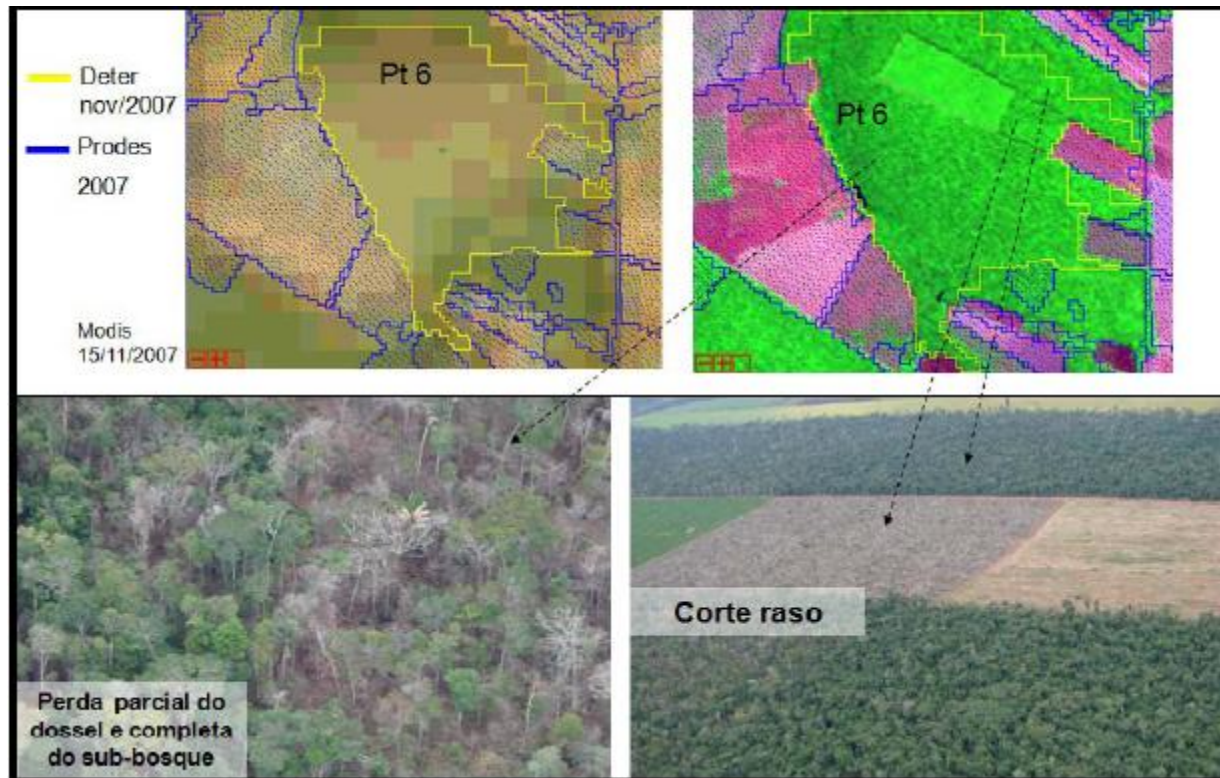 Deter
nov/2007
Prodes
2007
Modis
15/11/2007
Pt 6
Pt 6
Perda parcial do
dossel e completa
do sub-bosque
Corte raso